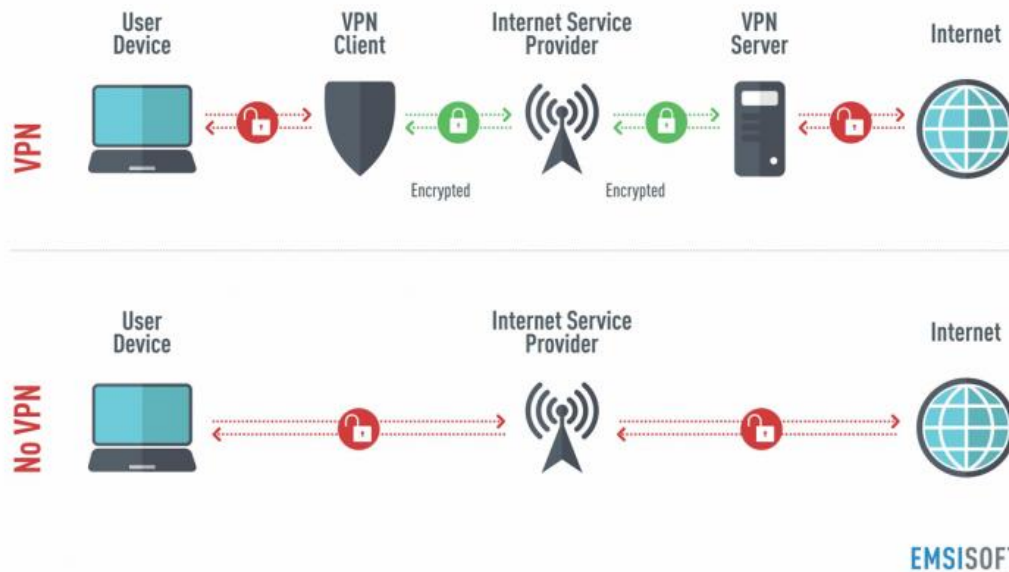 User
Device
VPN
Client
Internet Service
Provider
VPN
Server
Internet
VPN
Encrypted
Encrypted
User
Device
Internet Service
Provider
Internet
No VPN
EMSISOFT